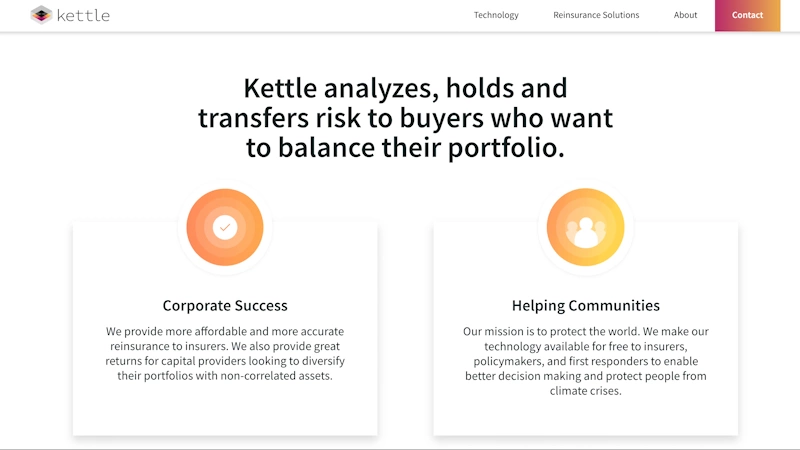 kettle
Technology
Reinsurance Solutions
About
Contact
Kettle analyzes, holds and
transfers risk to buyers who want
to balance their portfolio.
Corporate Success
We provide more affordable and more accurate
reinsurance to insurers. We also provide great
returns for capital providers looking to diversify
their portfolios with non-correlated assets.
Helping Communities
Our mission is to protect the world. We make our
technology available for free to insurers,
policymakers, and first responders to enable
better decision making and protect people from
climate crises.